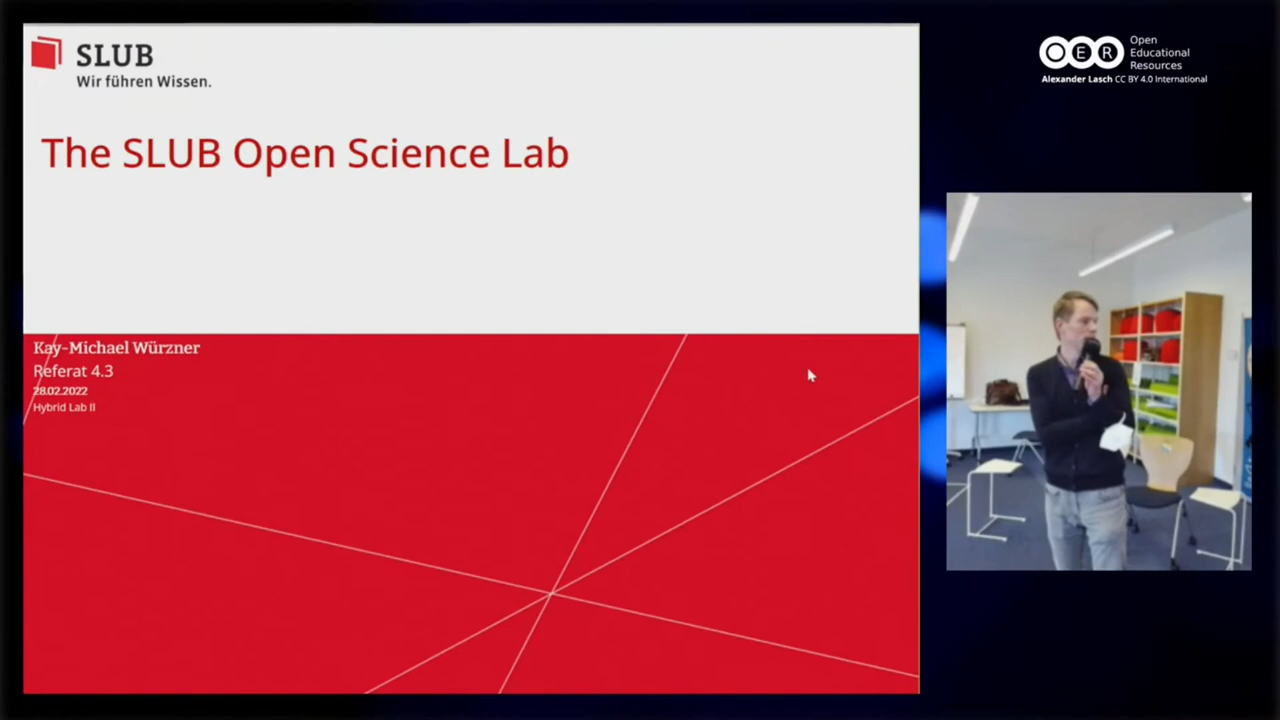 SLUB
Wir führen Wissen.
The SLUB Open Science Lab
Kay-Michael Würzner
Referat 4.3
28.02.2022
Hybrid Lab II
OER
Open
Educational
Resources
Alexander Lasch CC BY 4.0 International